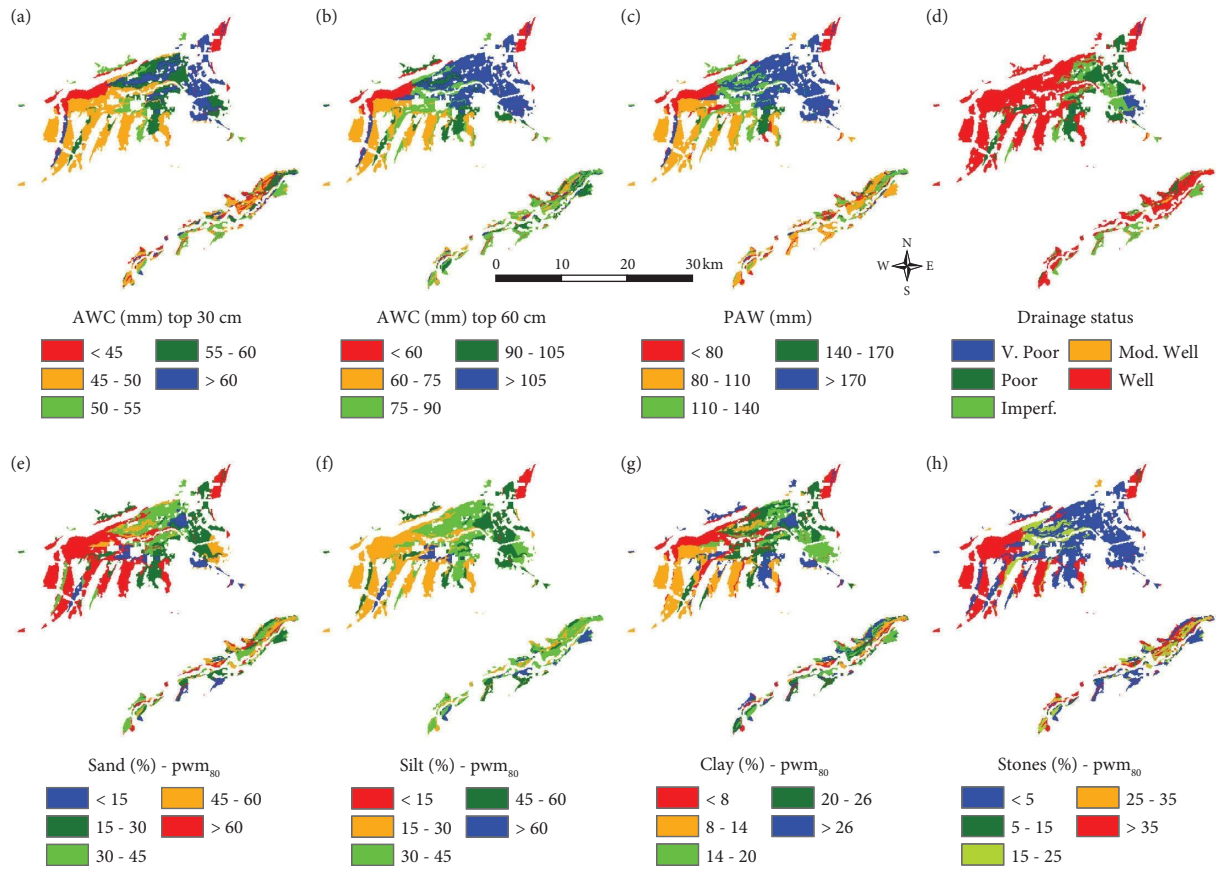 (a)
(b)
(c)
(d)
N
W E
S
0 10 20 30 km
AWC (mm) top 30 cm
< 45
55 - 60
45 - 50
> 60
50 - 55
AWC (mm) top 60 cm
< 60
90 - 105
60 - 75
> 105
75 - 90
PAW (mm)
< 80
140 - 170
80 - 110
> 170
110 - 140
Drainage status
V. Poor
Mod. Well
Poor
Well
Imperf.
(e)
(f)
(g)
(h)
Sand (%) - pwm₈₀
< 15
45 - 60
15 - 30
> 60
30 - 45
Silt (%) - pwm₈₀
< 15
45 - 60
15 - 30
> 60
30 - 45
Clay (%) - pwm₈₀
< 8
20 - 26
8 - 14
> 26
14 - 20
Stones (%) - pwm₈₀
< 5
25 - 35
5 - 15
> 35
15 - 25